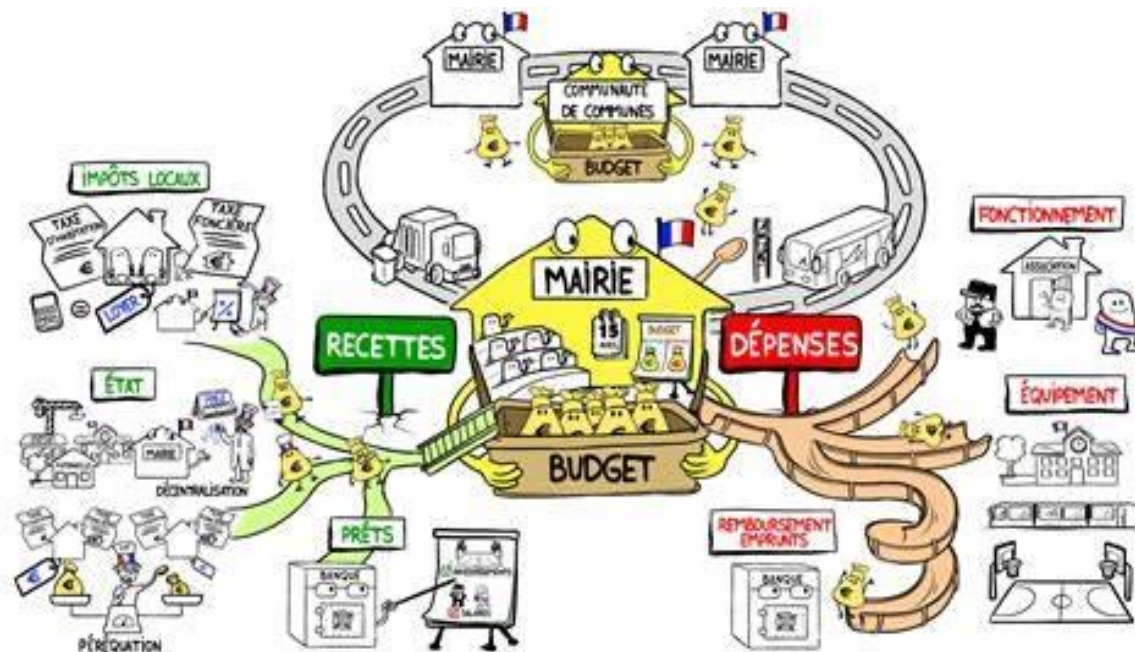 MAIRIE
MAIRIE
COMMUNAUTÉ
DE COMMUNES
BUDGET
IMPÔTS LOCAUX
TAXE
D'HABITATION
TAXE
FONCIÈRE
LOYER
%
MAIRIE
15
BUDGET
RECETTES
DÉPENSES
BUDGET
FONCTIONNEMENT
ASSOCIATION
ÉTAT
MAIRIE
DÉCENTRALISATION
ÉQUIPEMENT
PRÊTS
BANQUE
REMBOURSEMENT
EMPRUNTS
BANQUE
PÉRÉQUATION